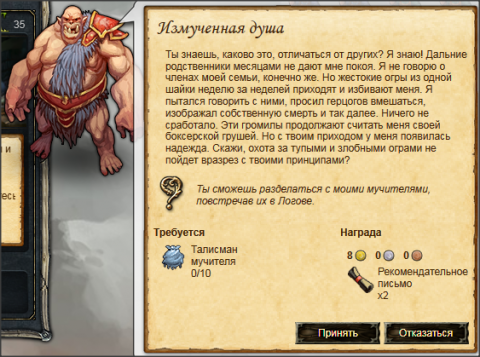 35
Измученная душа
Ты знаешь, каково это, отличаться от других? Я знаю! Дальние
родственники месяцами не дают мне покоя. Я не говорю о
членах моей семьи, конечно же. Но жестокие огры из одной
шайки неделю за неделей приходят и избивают меня. Я
пытался говорить с ними, просил герцогов вмешаться,
изображал собственную смерть и так далее. Ничего не
сработало. Эти громилы продолжают считать меня своей
боксерской грушей. Но с твоим приходом у меня появилась
надежда. Скажи, охота за тупыми и злобными ограми не
пойдет вразрез с твоими принципами?
и
Ты сможешь разделаться с моими мучителями,
повстречав их в Логове.
Требуется
Награда
Талисман
мучителя
0/10
8 0 0
Рекомендательное
письмо
x2
Принять
Отказаться